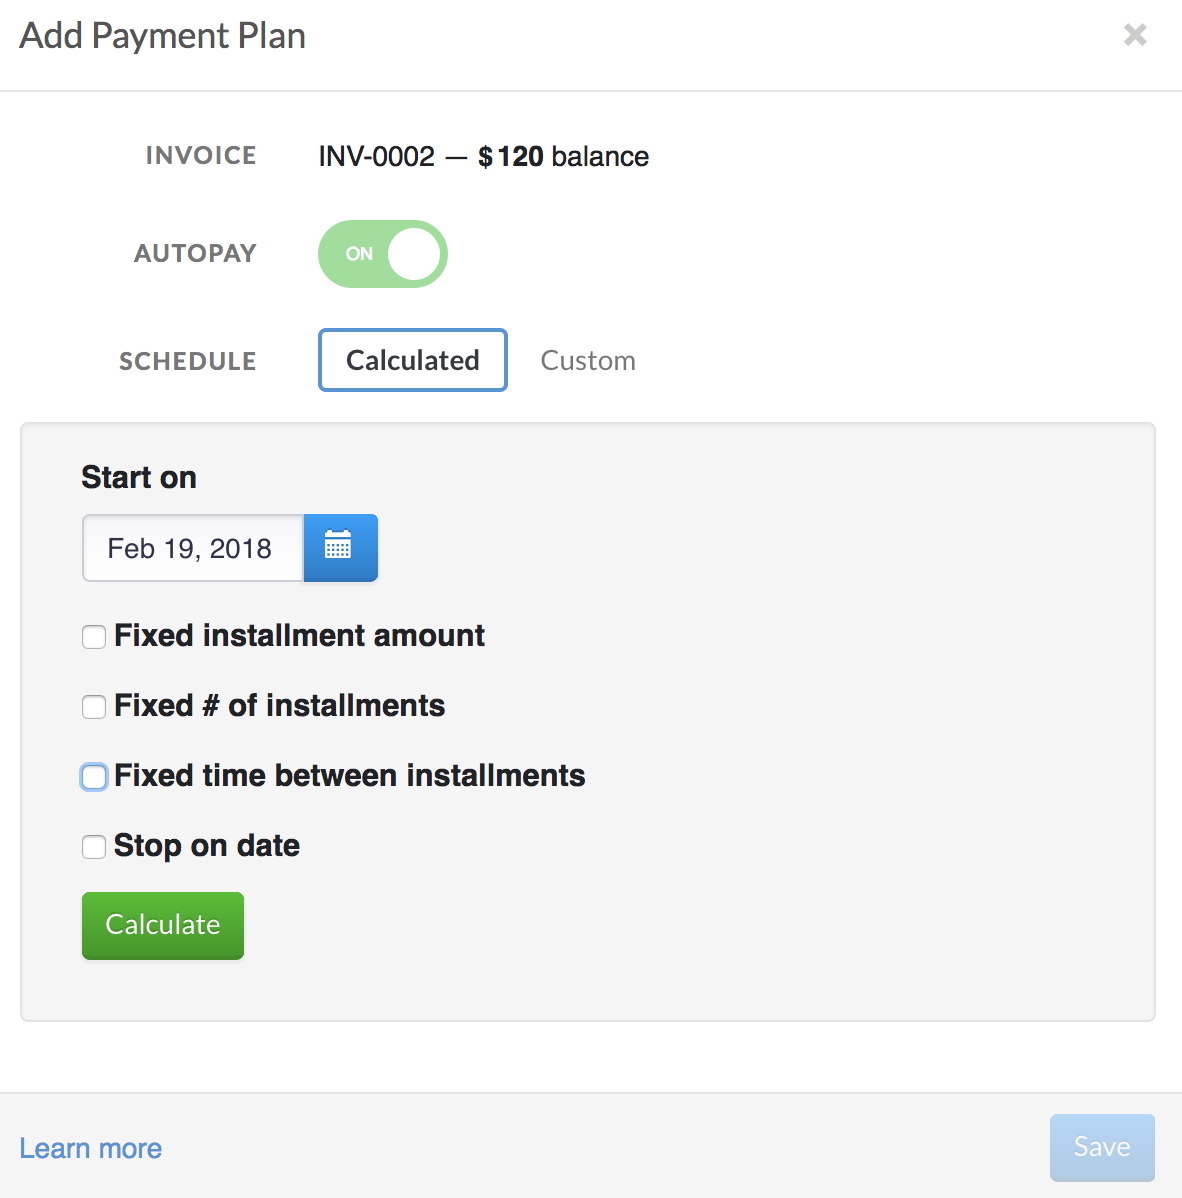 Add Payment Plan
INVOICE INV-0002 — $120 balance
AUTOPAY ON
SCHEDULE Calculated Custom
Start on
Feb 19, 2018
Fixed installment amount
Fixed # of installments
Fixed time between installments
Stop on date
Calculate
Learn more Save